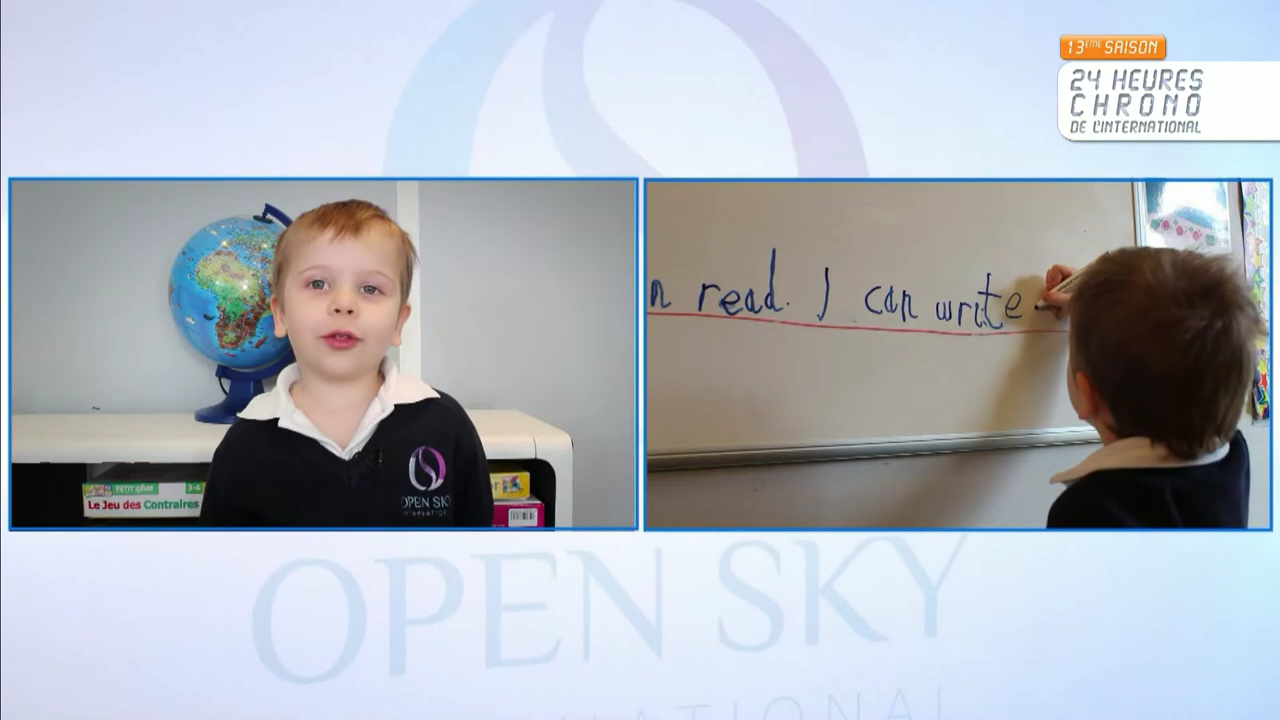 13ÈME SAISON
24 HEURES
CHRONO
DE L'INTERNATIONAL
n read. I can write
PETIT GÉNIE 3-6
Le Jeu des Contraires
OPEN SKY
OPEN SKY